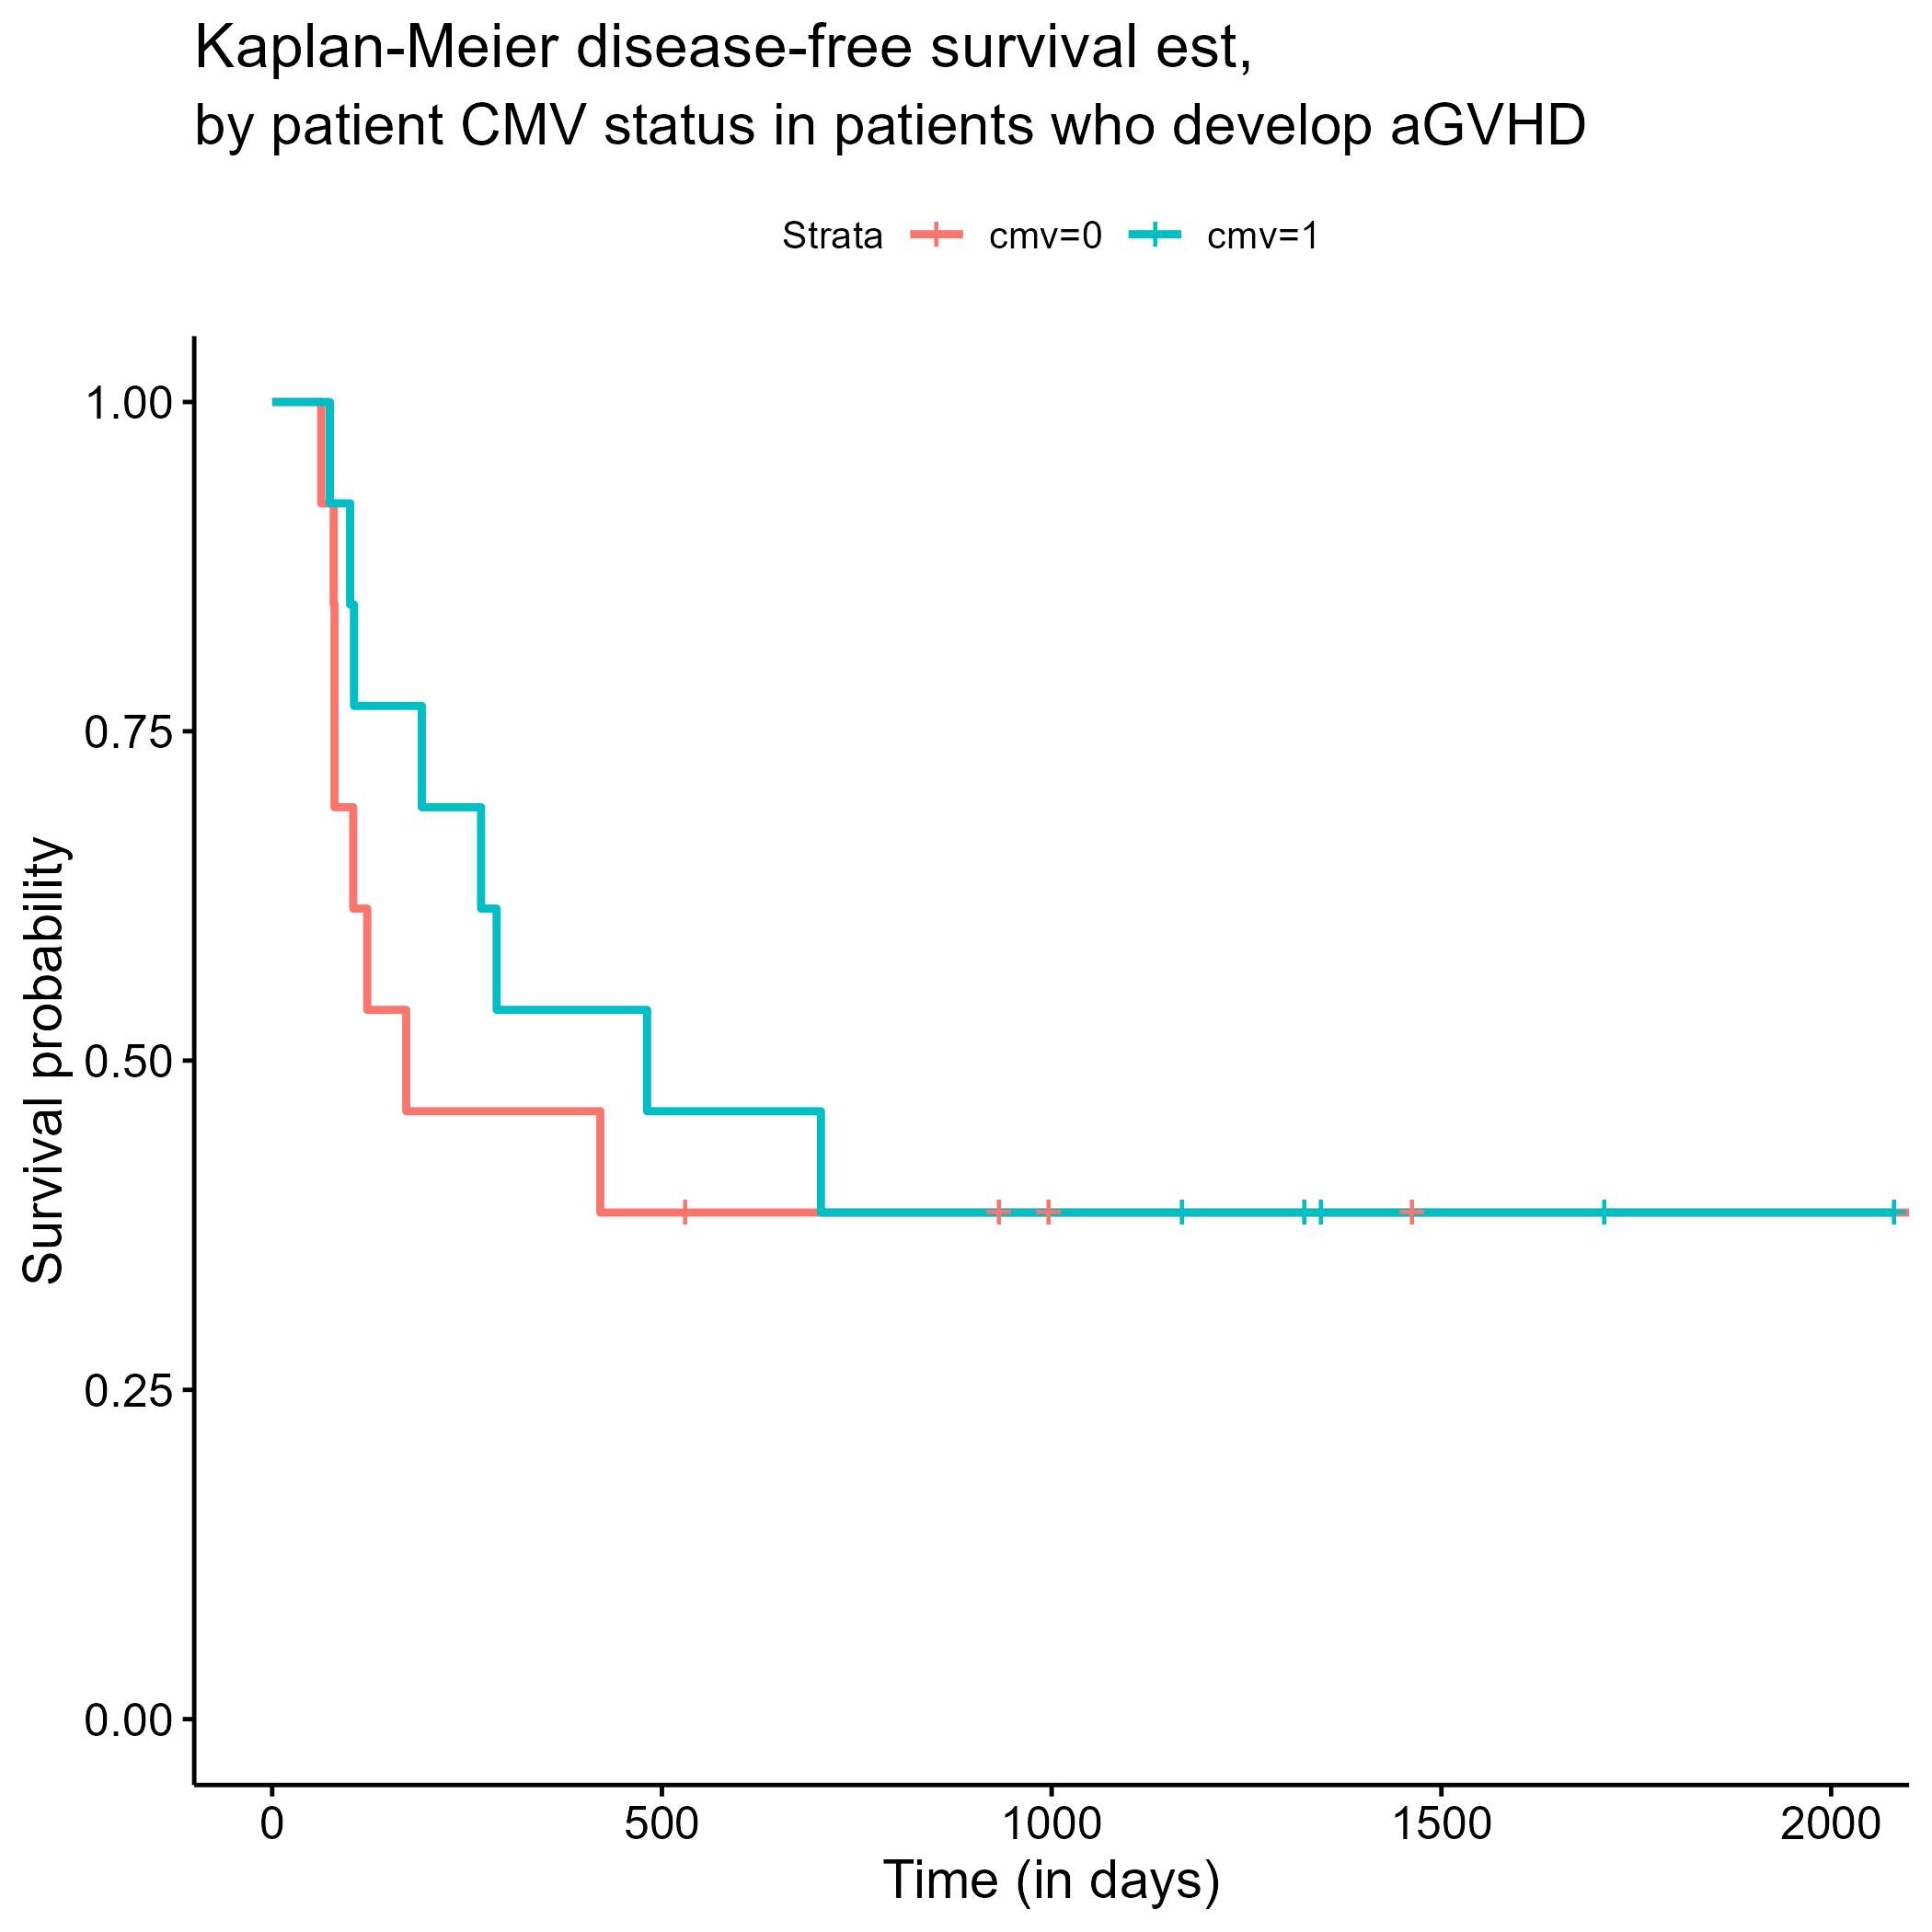 Kaplan-Meier disease-free survival est,
by patient CMV status in patients who develop aGVHD
Strata cmv=0 cmv=1
Survival probability
1.00
0.75
0.50
0.25
0.00
0 500 1000 1500 2000
Time (in days)